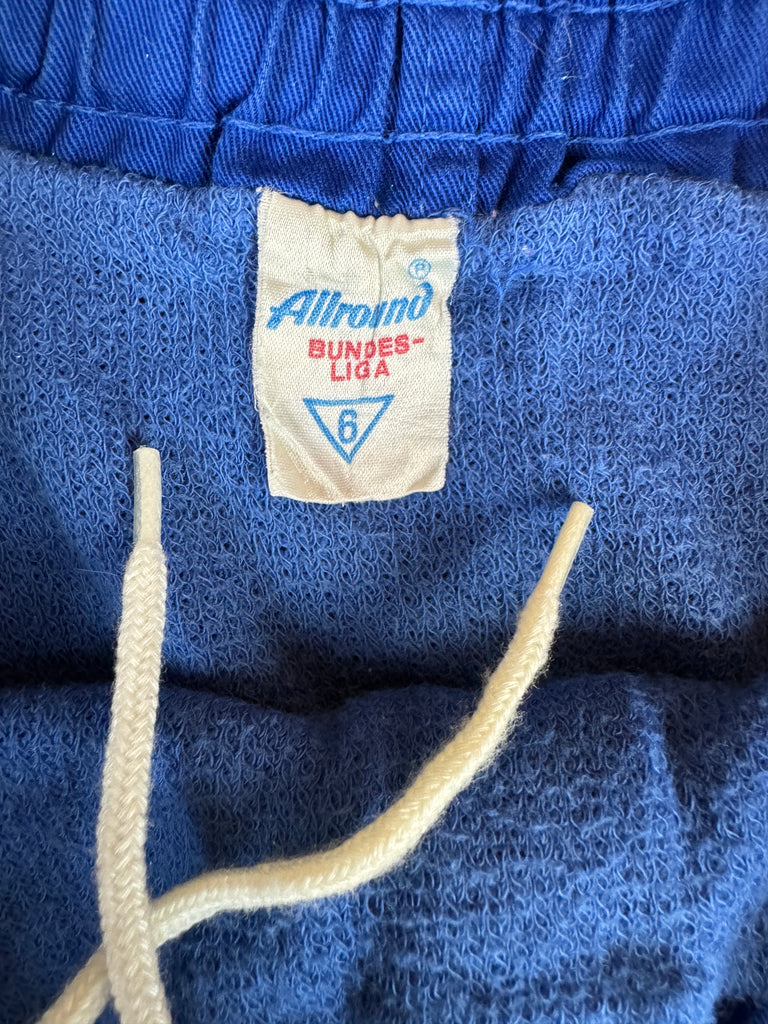 Allround ®
BUNDES-
LIGA
6